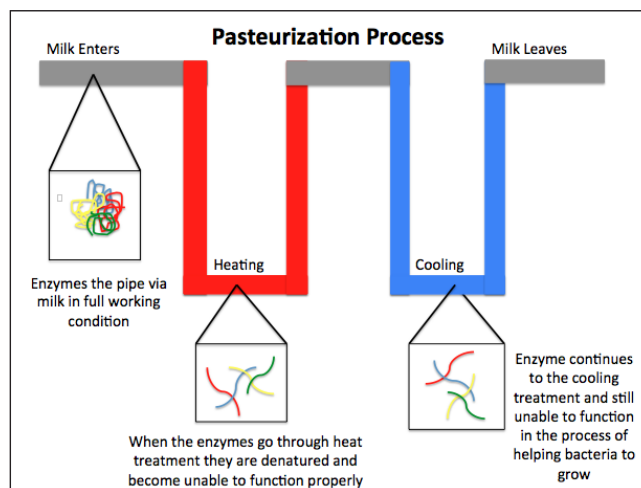 Pasteurization Process
Milk Enters
Milk Leaves
Heating
Cooling
Enzymes the pipe via
milk in full working
condition
When the enzymes go through heat
treatment they are denatured and
become unable to function properly
Enzyme continues
to the cooling
treatment and still
unable to function
in the process of
helping bacteria to
grow